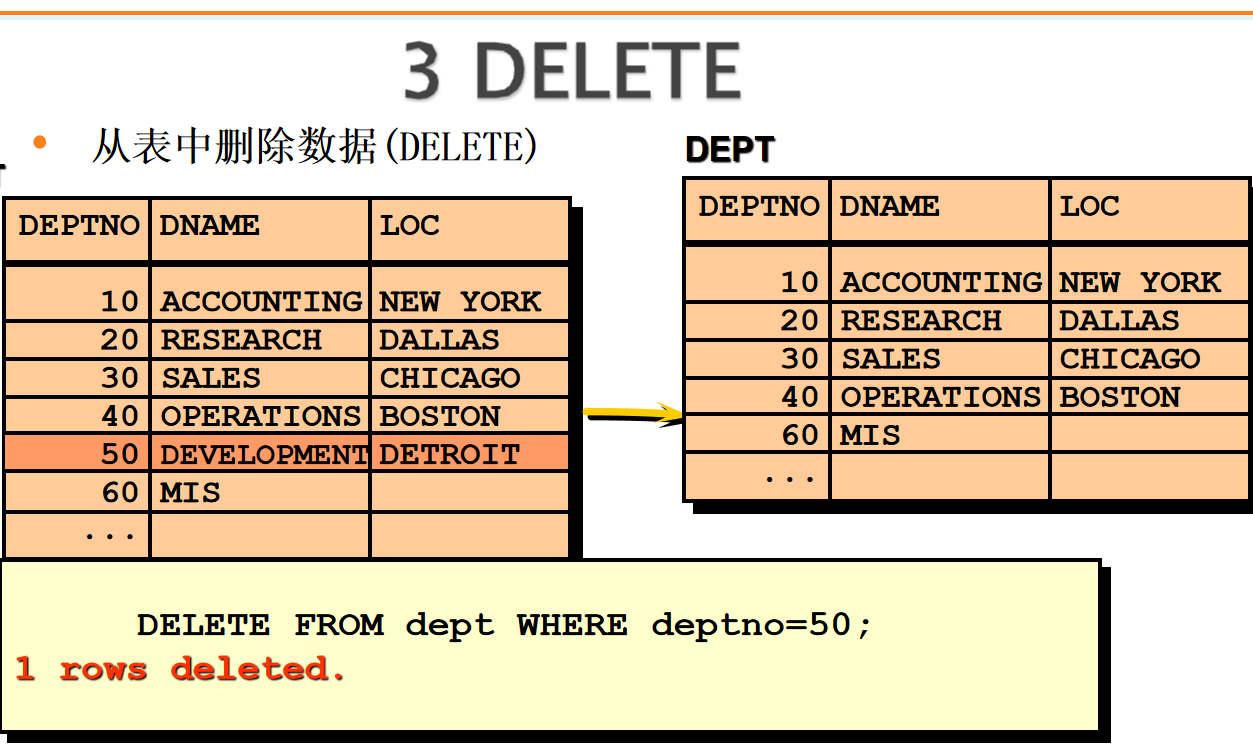 3 DELETE
• 从表中删除数据(DELETE)
DEPTNO DNAME LOC
10 ACCOUNTING NEW YORK
20 RESEARCH DALLAS
30 SALES CHICAGO
40 OPERATIONS BOSTON
50 DEVELOPMENT DETROIT
60 MIS
...
DEPT
DEPTNO DNAME LOC
10 ACCOUNTING NEW YORK
20 RESEARCH DALLAS
30 SALES CHICAGO
40 OPERATIONS BOSTON
60 MIS
...
DELETE FROM dept WHERE deptno=50;
1 rows deleted.